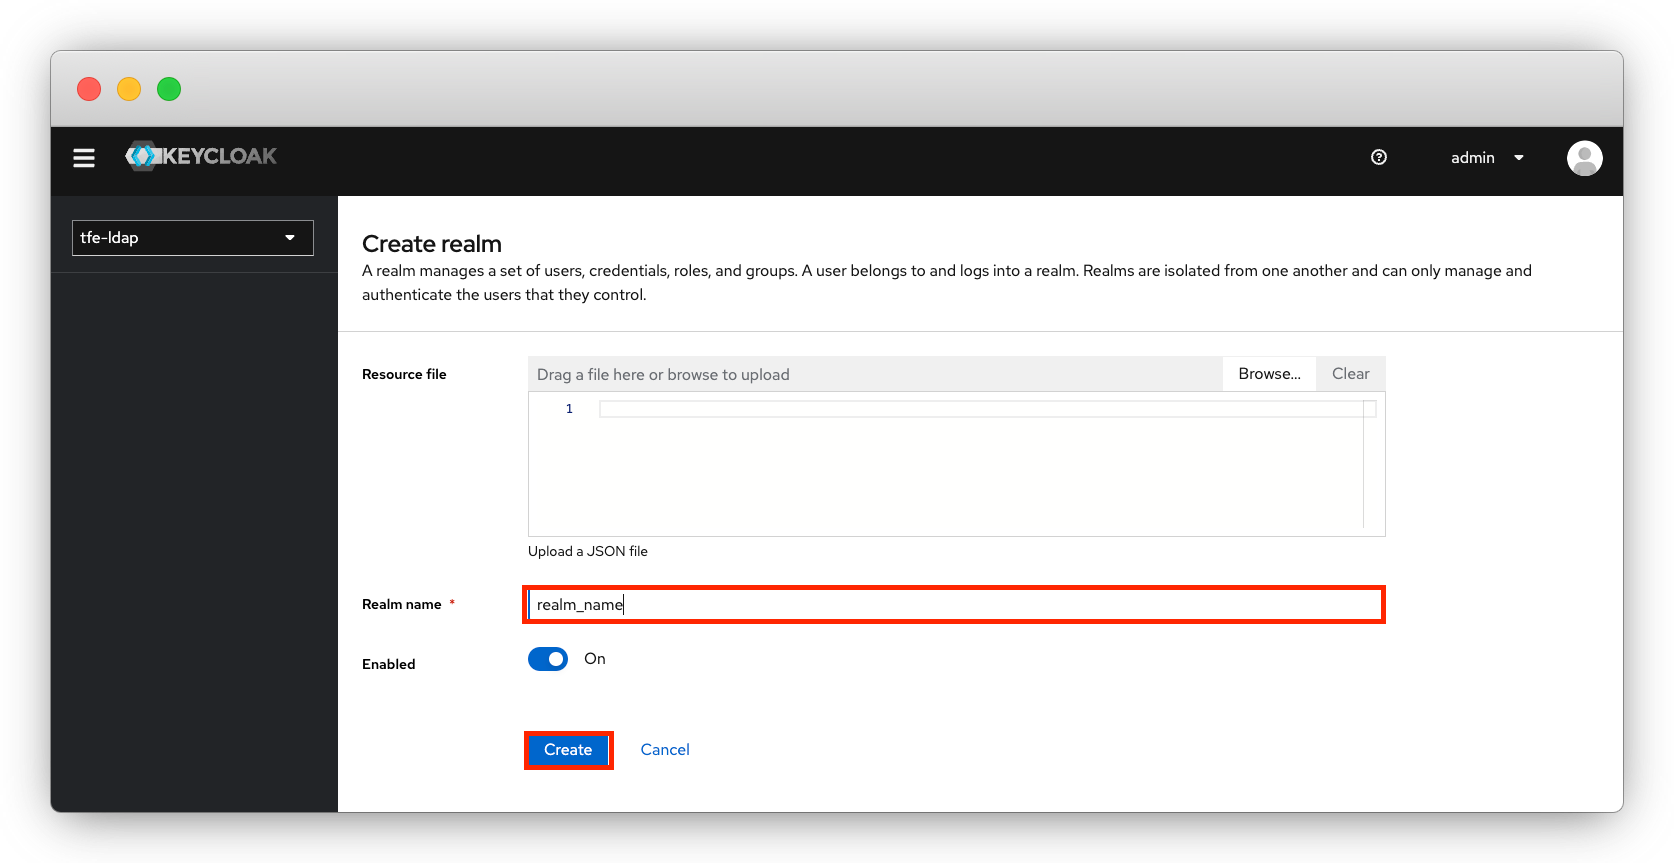 KEYCLOAK
admin
tfe-ldap
Create realm
A realm manages a set of users, credentials, roles, and groups. A user belongs to and logs into a realm. Realms are isolated from one another and can only manage and
authenticate the users that they control.
Resource file
Drag a file here or browse to upload
Browse...
Clear
1
Upload a JSON file
Realm name *
realm_name
Enabled
On
Create
Cancel